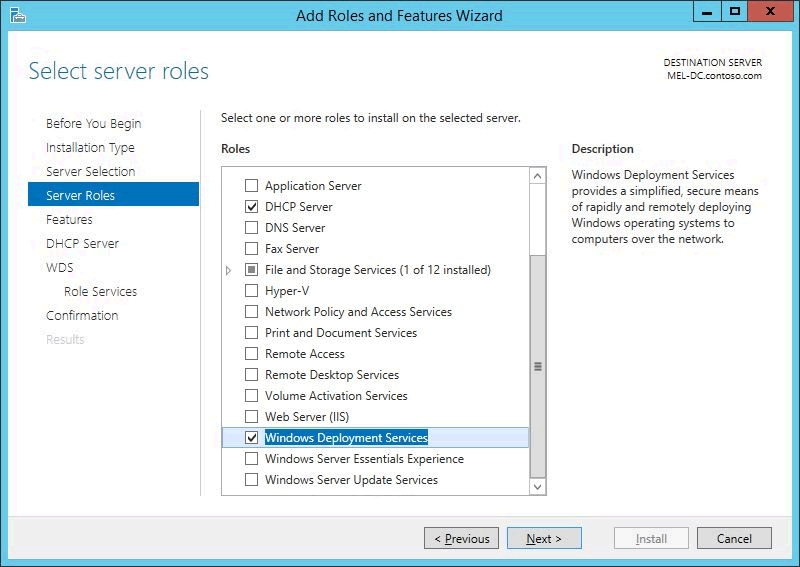 Add Roles and Features Wizard
Select server roles
DESTINATION SERVER
MEL-DC.contoso.com
Before You Begin
Installation Type
Server Selection
Server Roles
Features
DHCP Server
WDS
Role Services
Confirmation
Results
Select one or more roles to install on the selected server.
Roles
Application Server
DHCP Server
DNS Server
Fax Server
File and Storage Services (1 of 12 installed)
Hyper-V
Network Policy and Access Services
Print and Document Services
Remote Access
Remote Desktop Services
Volume Activation Services
Web Server (IIS)
Windows Deployment Services
Windows Server Essentials Experience
Windows Server Update Services
Description
Windows Deployment Services
provides a simplified, secure means
of rapidly and remotely deploying
Windows operating systems to
computers over the network.
< Previous
Next >
Install
Cancel